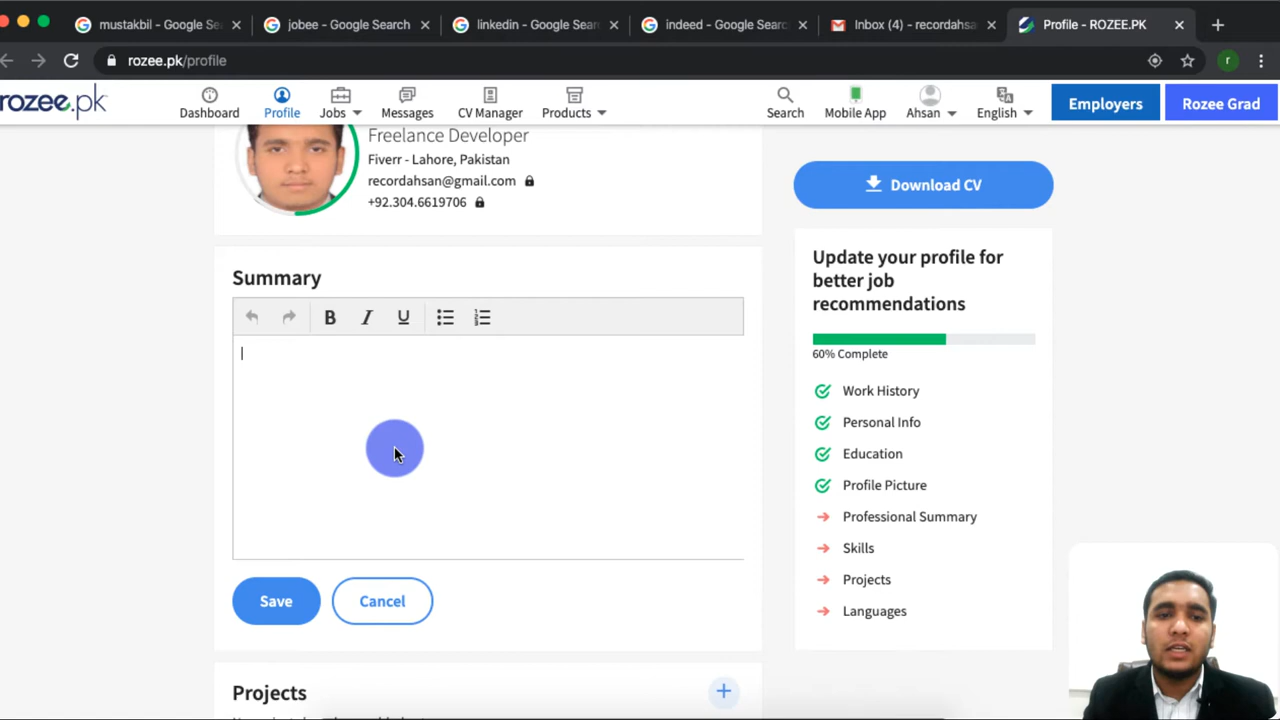 mustakbil - Google Se
jobee - Google Search
linkedin - Google Sear
indeed - Google Searc
Inbox (4) - recordahsa
Profile - ROZEE.PK
rozee.pk/profile
r
rozee.pk
Dashboard
Profile
Jobs
Messages
CV Manager
Products
Search
Mobile App
Ahsan
English
Employers
Rozee Grad
Freelance Developer
Fiverr - Lahore, Pakistan
recordahsan@gmail.com
+92.304.6619706
Download CV
Summary
B I U
Update your profile for
better job
recommendations
60% Complete
Work History
Personal Info
Education
Profile Picture
Professional Summary
Skills
Projects
Languages
Save
Cancel
Projects